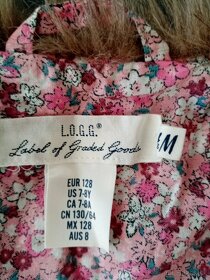 L.O.G.G.®
Label of Graded Goods
EUR 128
US 7-8Y
CA 7-8A
CN 130/64
MX 128
AUS 8